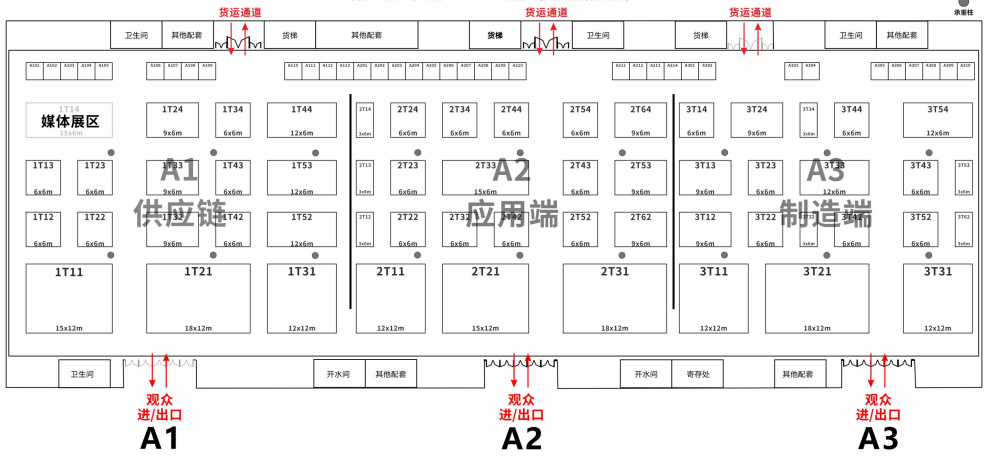 承重柱
货运通道
货运通道
货运通道
卫生间
其他配套
货梯
其他配套
货梯
卫生间
货梯
卫生间
其他配套
A101 A102 A103 A104 A105
A106 A107 A108 A109
A110 A111 A112 A113 A201 A202 A203 A204 A205 A206 A207 A208 A209 A210
A211 A212 A213 A214 A301 A302
A303 A304
A305 A306 A307 A308 A309 A310
1T14
媒体展区
15x6m
1T24
9x6m
1T34
6x6m
1T44
12x6m
2T14
3x6m
2T24
6x6m
2T34
6x6m
2T44
6x6m
2T54
6x6m
2T64
9x6m
3T14
6x6m
3T24
9x6m
3T34
3x6m
3T44
6x6m
3T54
12x6m
1T13
6x6m
1T23
6x6m
1T33
9x6m
1T43
6x6m
1T53
12x6m
2T13
3x6m
2T23
6x6m
2T33
15x6m
2T43
6x6m
2T53
9x6m
3T13
9x6m
3T23
6x6m
3T33
12x6m
3T43
6x6m
3T53
3x6m
A1
供应链
A2
应用端
A3
制造端
1T12
6x6m
1T22
6x6m
1T32
9x6m
1T42
6x6m
1T52
12x6m
2T12
3x6m
2T22
6x6m
2T32
6x6m
2T42
6x6m
2T52
6x6m
2T62
9x6m
3T12
9x6m
3T22
6x6m
3x6m
3T42
6x6m
3T52
6x6m
3T62
3x6m
1T11
15x12m
1T21
18x12m
1T31
12x12m
2T11
12x12m
2T21
15x12m
2T31
18x12m
3T11
12x12m
3T21
18x12m
3T31
12x12m
卫生间
开水间
其他配套
开水间
寄存处
其他配套
观众
进/出口
A1
观众
进/出口
A2
观众
进/出口
A3